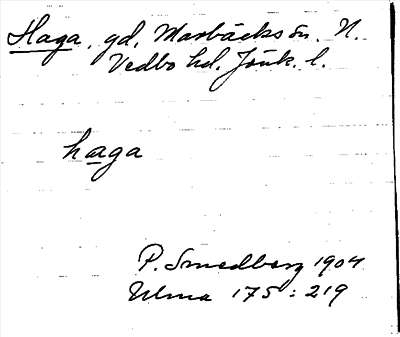 Haga, gd, Marbäcks sn. N.
Vedbo hd. Jönk. l.
haga
P. Smedberg 1904
Ulma 175:219